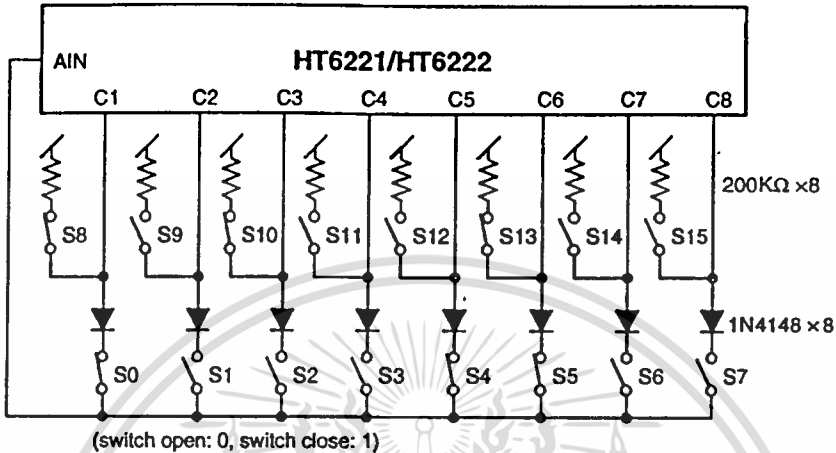 HT6221/HT6222
AIN
C1 C2 C3 C4 C5 C6 C7 C8
200KΩ ×8
S8 S9 S10 S11 S12 S13 S14 S15
1N4148 ×8
S0 S1 S2 S3 S4 S5 S6 S7
(switch open: 0, switch close: 1)